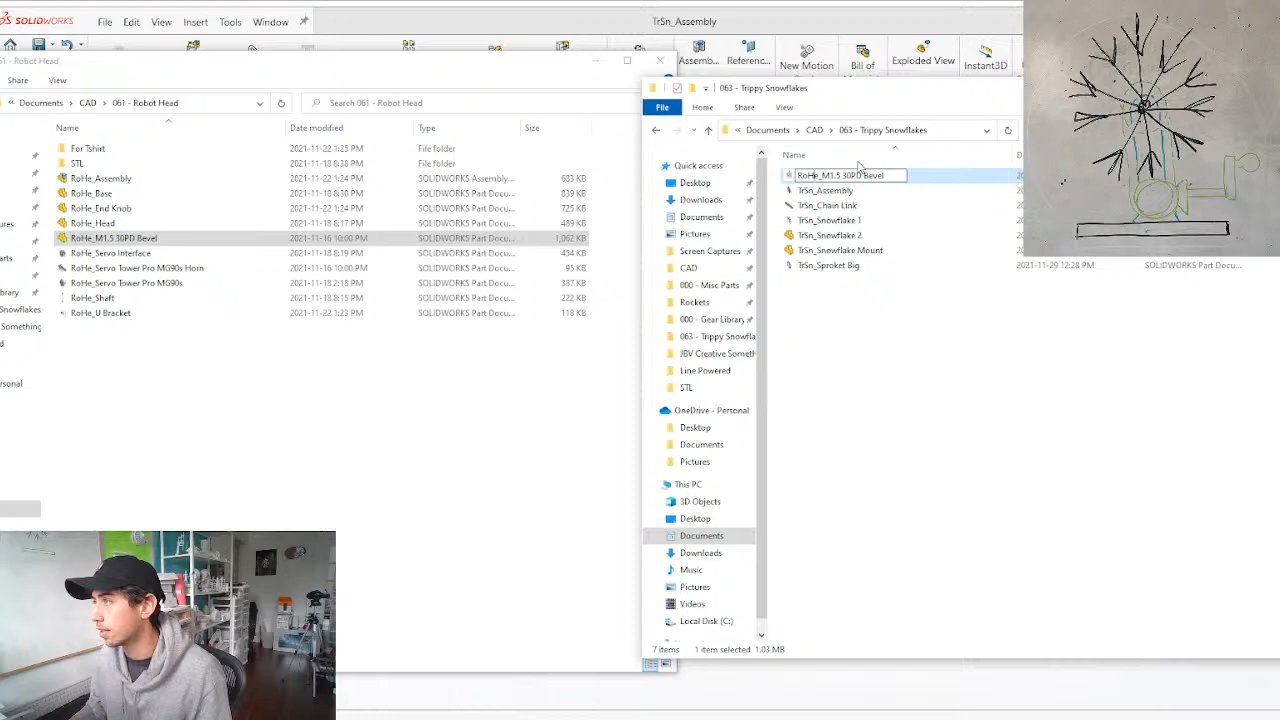 SOLIDWORKS File Edit View Insert Tools Window TrSn_Assembly
Assemb... Referenc... New Motion Bill of Exploded View Instant3D
61 - Robot Head
Share View
« Documents › CAD › 061 - Robot Head Search 061 - Robot Head
Name Date modified Type Size
For Tshirt 2021-11-22 1:25 PM File folder
STL 2021-11-18 8:38 PM File folder
RoHe_Assembly 2021-11-22 1:24 PM SOLIDWORKS Assem... 683 KB
RoHe_Base 2021-11-18 8:30 PM SOLIDWORKS Part Docu... 839 KB
RoHe_End Knob 2021-11-22 1:24 PM SOLIDWORKS Part Docu... 725 KB
RoHe_Head 2021-11-18 8:17 PM SOLIDWORKS Part Docu... 489 KB
RoHe_M1.5 30PD Bevel 2021-11-16 10:00 PM SOLIDWORKS Part Docu... 1,062 KB
RoHe_Servo Interface 2021-11-18 8:19 PM SOLIDWORKS Part Docu... 454 KB
RoHe_Servo Tower Pro MG90s Horn 2021-11-16 10:00 PM SOLIDWORKS Part Docu... 95 KB
RoHe_Servo Tower Pro MG90s 2021-11-18 2:18 PM SOLIDWORKS Part Docu... 387 KB
RoHe_Shaft 2021-11-18 8:15 PM SOLIDWORKS Part Docu... 222 KB
RoHe_U Bracket 2021-11-22 1:23 PM SOLIDWORKS Part Docu... 118 KB
ures
arts
brary
Snowflakes
Something
d
ersonal
063 - Trippy Snowflakes
File Home Share View
« Documents › CAD › 063 - Trippy Snowflakes
Name D
RoHe_M1.5 30PD Bevel
TrSn_Assembly
TrSn_Chain Link
TrSn_Snowflake 1
TrSn_Snowflake 2
TrSn_Snowflake Mount
TrSn_Sproket Big 2021-11-29 12:28 PM SOLIDWORKS Part Docu...
Quick access
Desktop
Downloads
Documents
Pictures
Screen Captures
CAD
000 - Misc Parts
Rockets
000 - Gear Library
063 - Trippy Snowfla
JBV Creative Someth
Line Powered
STL
OneDrive - Personal
Desktop
Documents
Pictures
This PC
3D Objects
Desktop
Documents
Downloads
Music
Pictures
Videos
Local Disk (C:)
7 items 1 item selected 1.03 MB